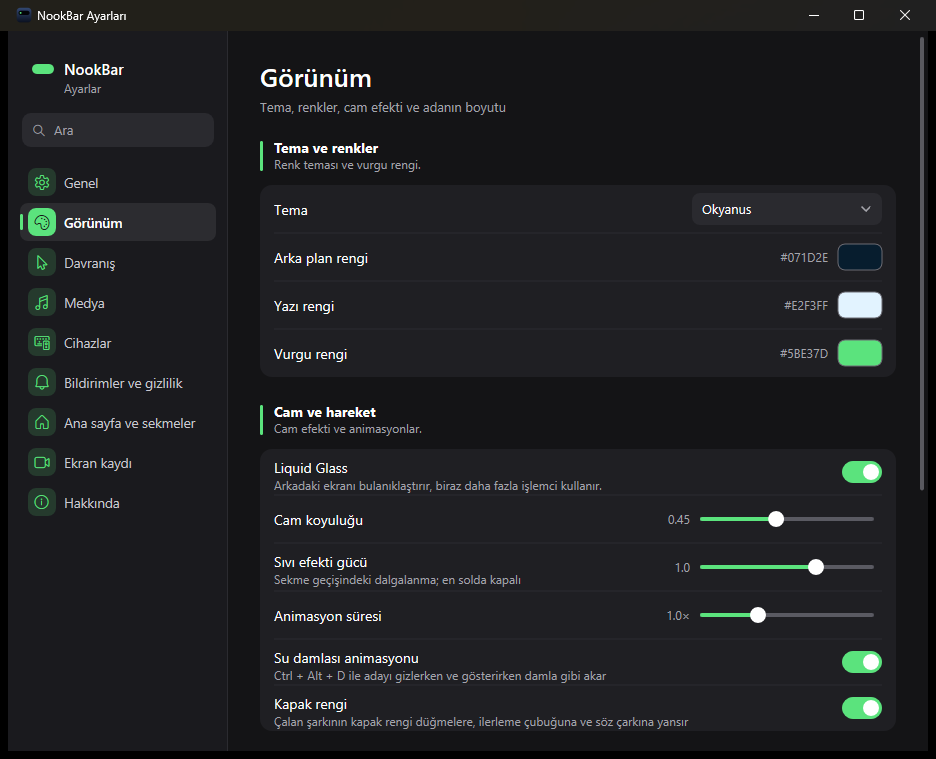 NookBar Ayarları
NookBar
Ayarlar
Ara
Genel
Görünüm
Davranış
Medya
Cihazlar
Bildirimler ve gizlilik
Ana sayfa ve sekmeler
Ekran kaydı
Hakkında
Görünüm
Tema, renkler, cam efekti ve adanın boyutu
Tema ve renkler
Renk teması ve vurgu rengi.
Tema Okyanus
Arka plan rengi #071D2E
Yazı rengi #E2F3FF
Vurgu rengi #5BE37D
Cam ve hareket
Cam efekti ve animasyonlar.
Liquid Glass
Arkadaki ekranı bulanıklaştırır, biraz daha fazla işlemci kullanır.
Cam koyuluğu 0.45
Sıvı efekti gücü 1.0
Sekme geçişindeki dalgalanma; en solda kapalı
Animasyon süresi 1.0×
Su damlası animasyonu
Ctrl + Alt + D ile adayı gizlerken ve gösterirken damla gibi akar
Kapak rengi
Çalan şarkının kapak rengi düğmelere, ilerleme çubuğuna ve söz çarkına yansır